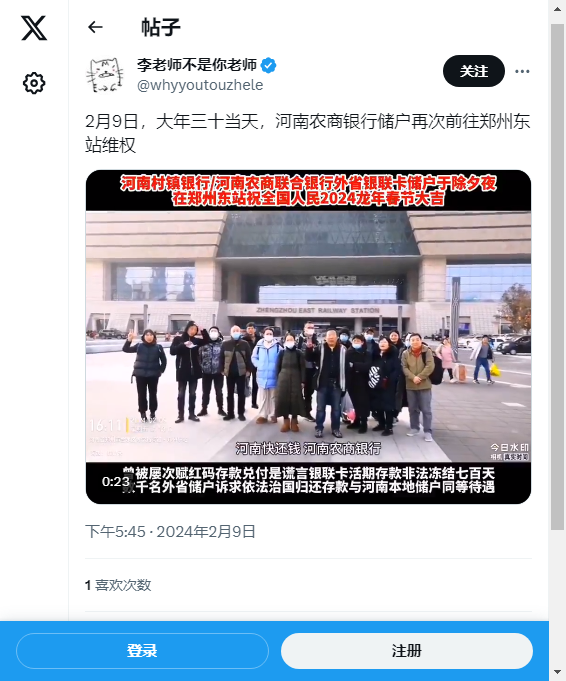 帖子
李老师不是你老师
@whyyoutouzhele
关注
2月9日，大年三十当天，河南农商银行储户再次前往郑州东
站维权
河南村镇银行/河南农商联合银行外省银联卡储户于除夕夜
在郑州东站祝全国人民2024龙年春节大吉
ZHENGZHOU EAST RAILWAY STATION
16:11
河南快还钱 河南农商银行
今日水印
相机 真实时间
曾被屡次赋红码存款兑付是谎言银联卡活期存款非法冻结七百天
0:23
千名外省储户诉求依法治国归还存款与河南本地储户同等待遇
下午5:45 · 2024年2月9日
1 喜欢次数
登录
注册